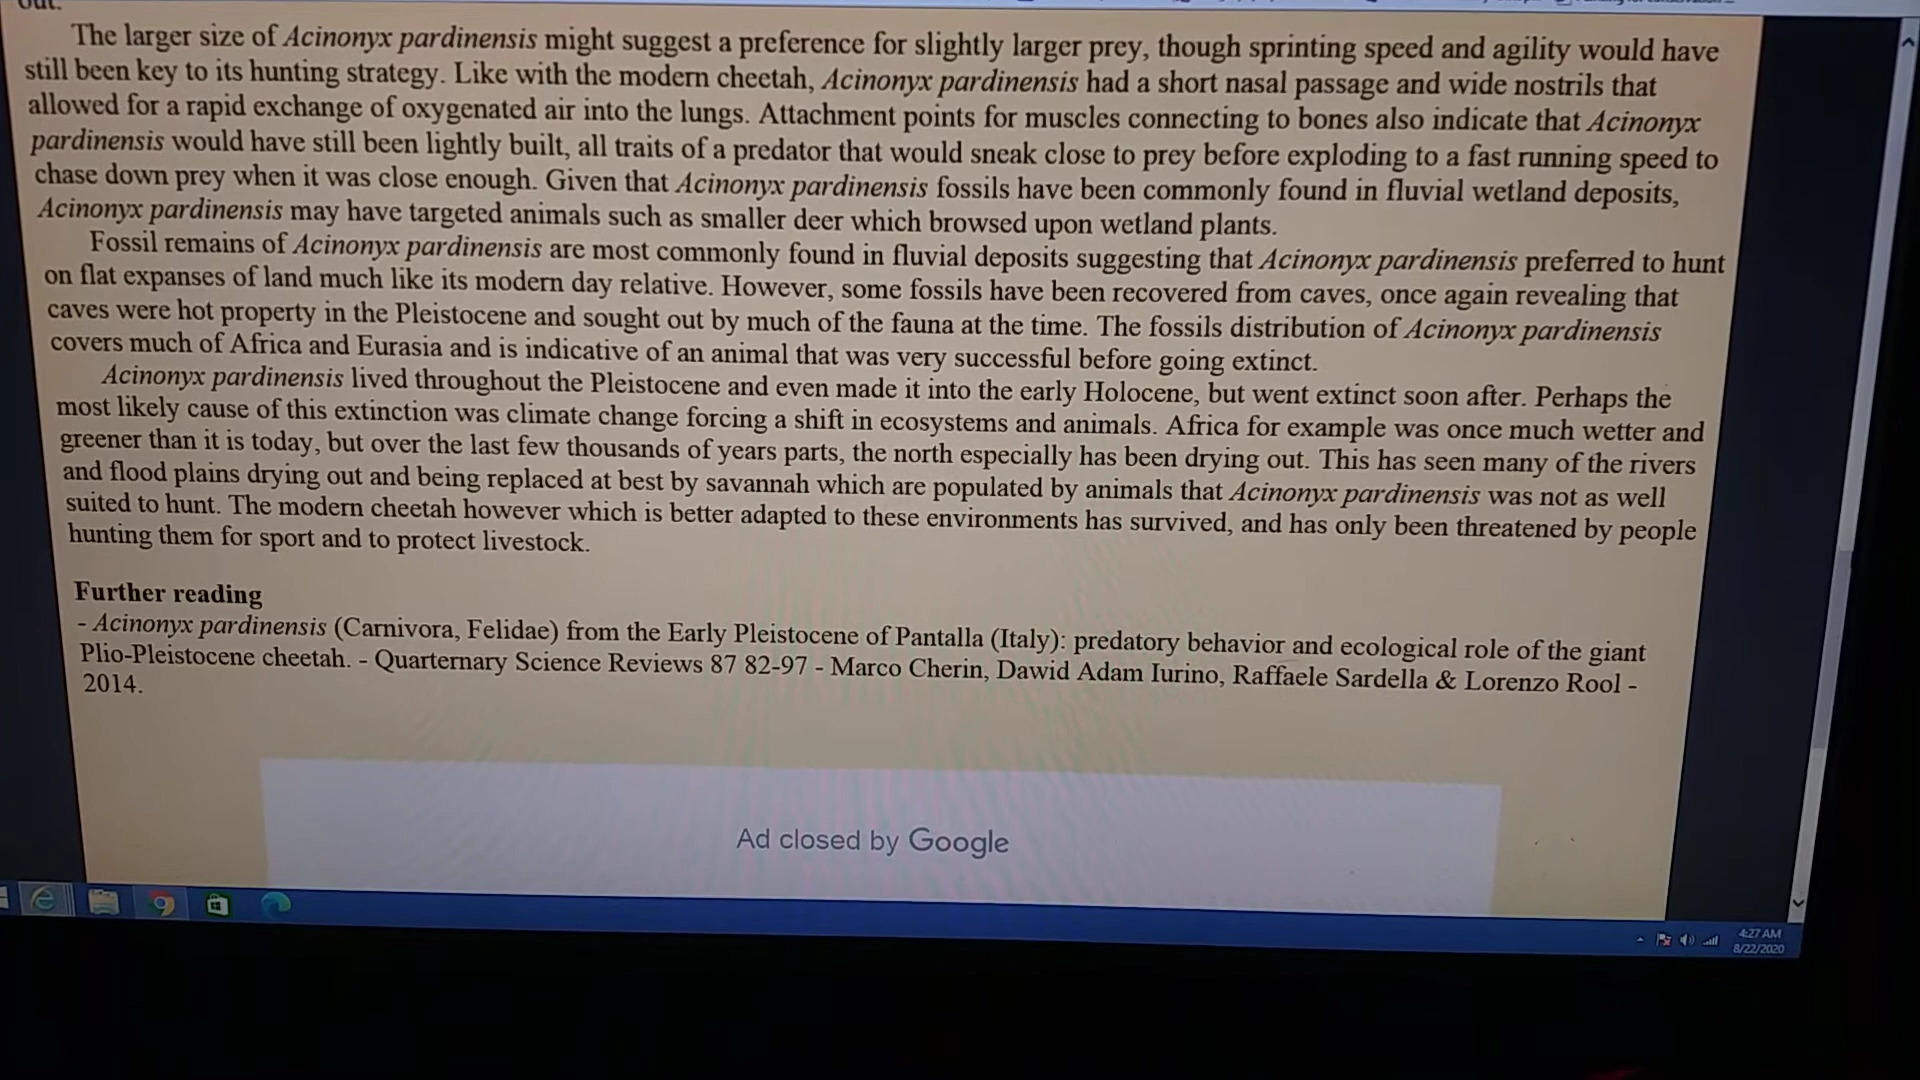 out.
The larger size of Acinonyx pardinensis might suggest a preference for slightly larger prey, though sprinting speed and agility would have
still been key to its hunting strategy. Like with the modern cheetah, Acinonyx pardinensis had a short nasal passage and wide nostrils that
allowed for a rapid exchange of oxygenated air into the lungs. Attachment points for muscles connecting to bones also indicate that Acinonyx
pardinensis would have still been lightly built, all traits of a predator that would sneak close to prey before exploding to a fast running speed to
chase down prey when it was close enough. Given that Acinonyx pardinensis fossils have been commonly found in fluvial wetland deposits,
Acinonyx pardinensis may have targeted animals such as smaller deer which browsed upon wetland plants.
Fossil remains of Acinonyx pardinensis are most commonly found in fluvial deposits suggesting that Acinonyx pardinensis preferred to hunt
on flat expanses of land much like its modern day relative. However, some fossils have been recovered from caves, once again revealing that
caves were hot property in the Pleistocene and sought out by much of the fauna at the time. The fossils distribution of Acinonyx pardinensis
covers much of Africa and Eurasia and is indicative of an animal that was very successful before going extinct.
Acinonyx pardinensis lived throughout the Pleistocene and even made it into the early Holocene, but went extinct soon after. Perhaps the
most likely cause of this extinction was climate change forcing a shift in ecosystems and animals. Africa for example was once much wetter and
greener than it is today, but over the last few thousands of years parts, the north especially has been drying out. This has seen many of the rivers
and flood plains drying out and being replaced at best by savannah which are populated by animals that Acinonyx pardinensis was not as well
suited to hunt. The modern cheetah however which is better adapted to these environments has survived, and has only been threatened by people
hunting them for sport and to protect livestock.
Further reading
- Acinonyx pardinensis (Carnivora, Felidae) from the Early Pleistocene of Pantalla (Italy): predatory behavior and ecological role of the giant
Plio-Pleistocene cheetah. - Quarternary Science Reviews 87 82-97 - Marco Cherin, Dawid Adam Iurino, Raffaele Sardella & Lorenzo Rool -
2014.
Ad closed by Google
4:27 AM
8/22/2020